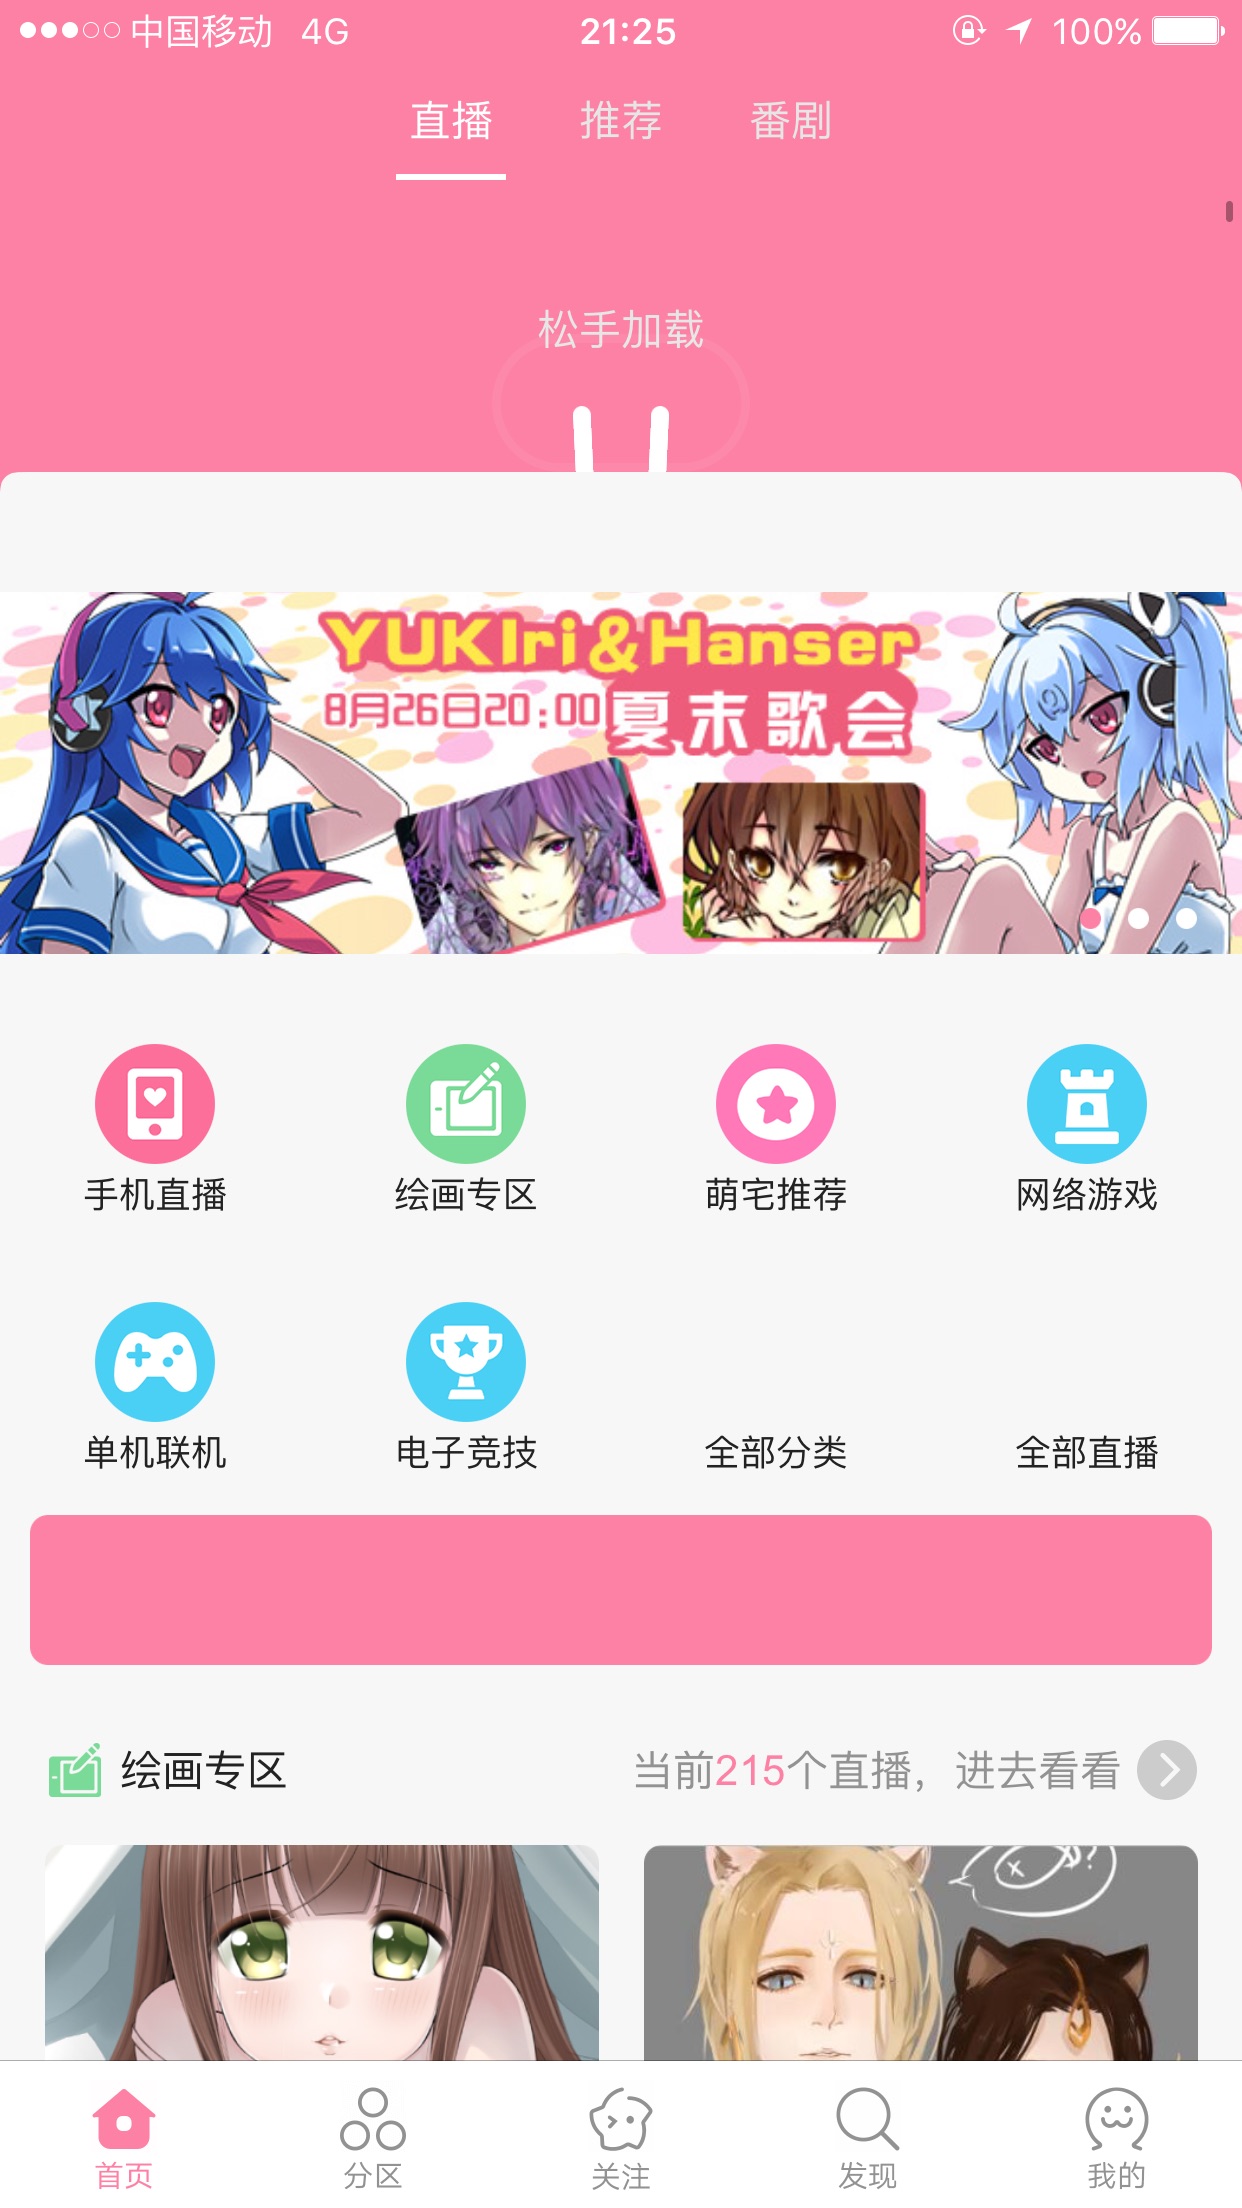 中国移动 4G 21:25 100%
直播 推荐 番剧
松手加载
YUKIri&Hanser
8月26日20:00夏末歌会
手机直播 绘画专区 萌宅推荐 网络游戏
单机联机 电子竞技 全部分类 全部直播
绘画专区 当前215个直播，进去看看
首页 分区 关注 发现 我的